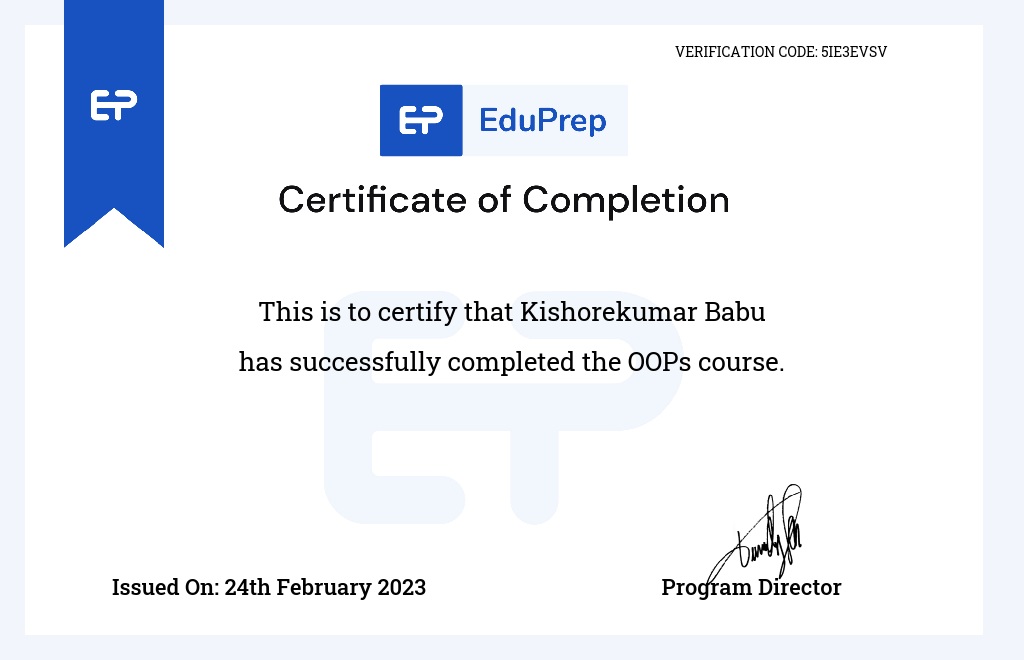 VERIFICATION CODE: 5IE3EVSV
EP
EP EduPrep
Certificate of Completion
This is to certify that Kishorekumar Babu
has successfully completed the OOPs course.
Issued On: 24th February 2023
Program Director